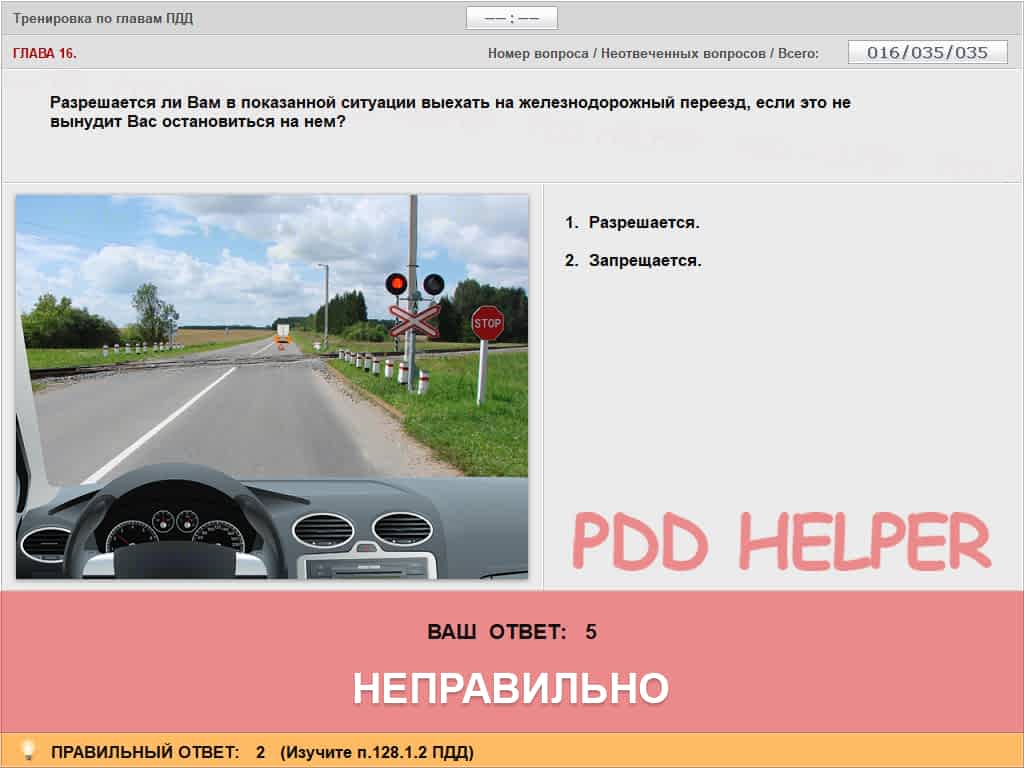 Тренировка по главам ПДД
—— : ——
ГЛАВА 16.
Номер вопроса / Неотвеченных вопросов / Всего:
016/035/035
Разрешается ли Вам в показанной ситуации выехать на железнодорожный переезд, если это не
вынудит Вас остановиться на нем?
1. Разрешается.
2. Запрещается.
STOP
PDD HELPER
ВАШ ОТВЕТ: 5
НЕПРАВИЛЬНО
ПРАВИЛЬНЫЙ ОТВЕТ: 2 (Изучите п.128.1.2 ПДД)